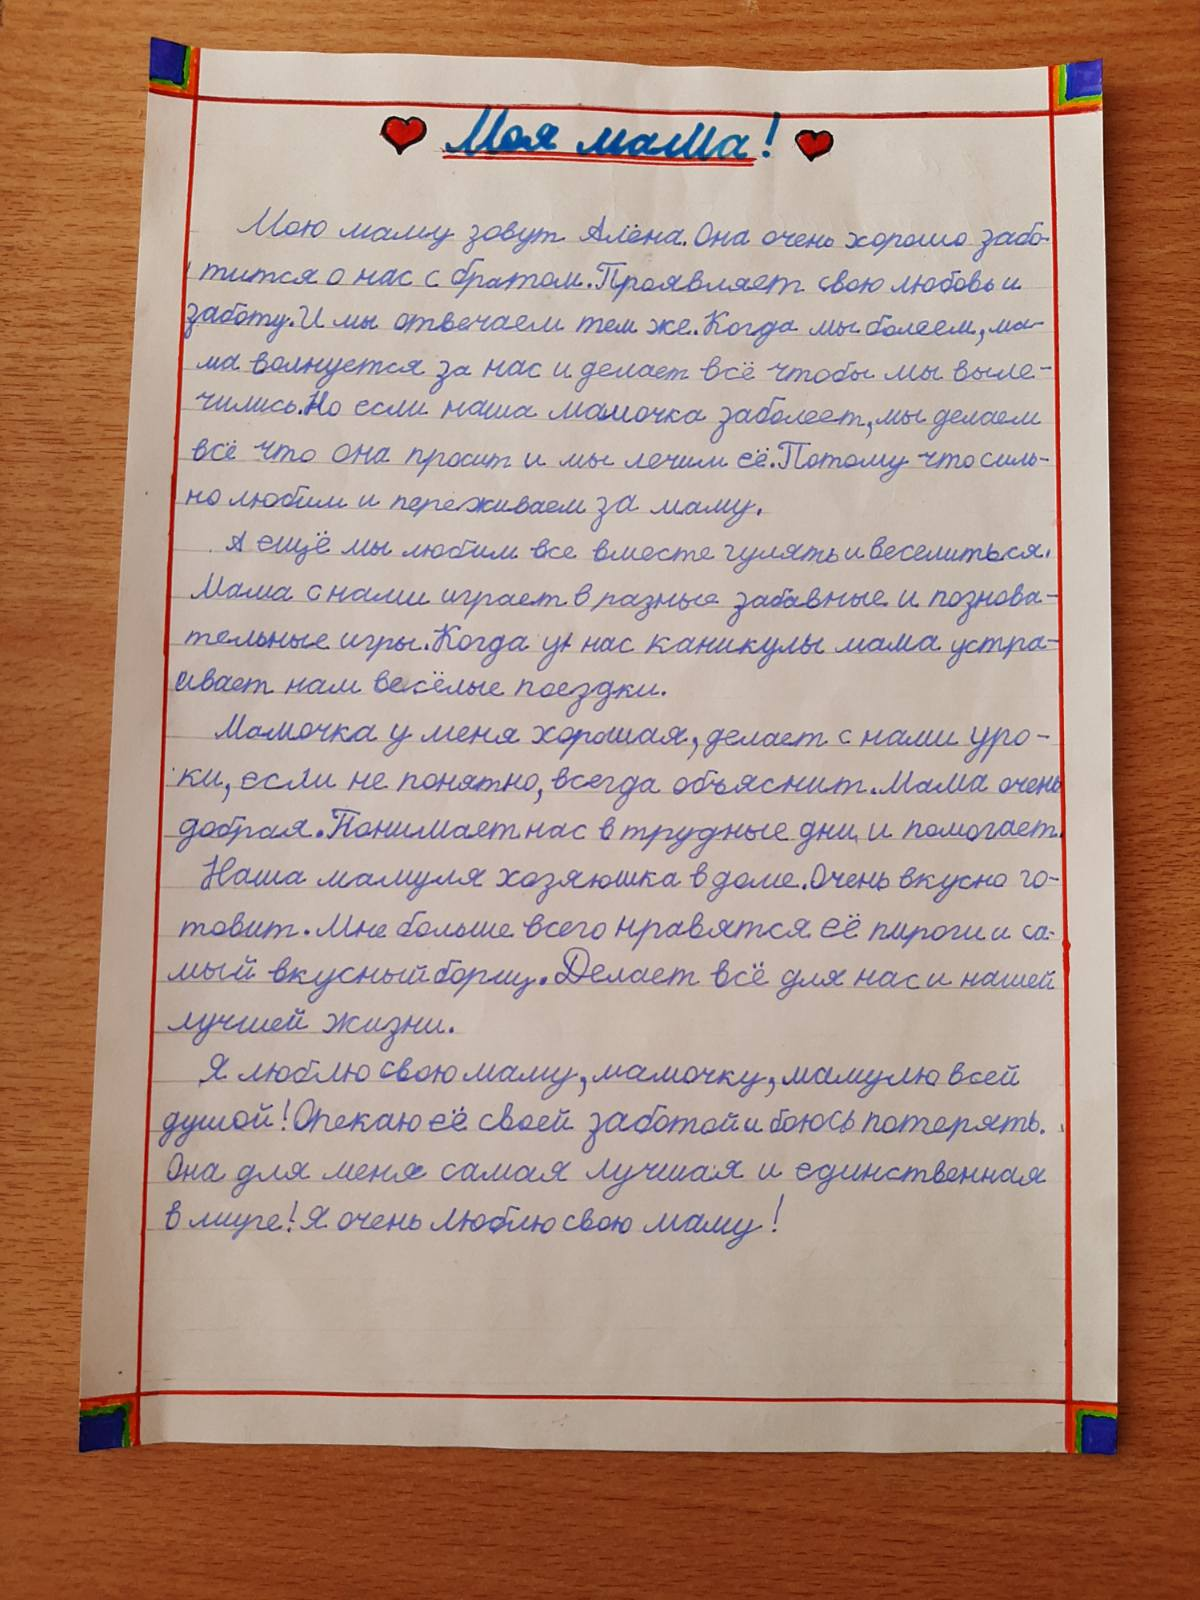 Моя мама!
Мою маму зовут Алёна. Она очень хорошо забо-
тится о нас с братом. Проявляет свою любовь и
заботу. И мы отвечаем тем же. Когда мы болеем, ма-
ма волнуется за нас и делает всё чтобы мы выле-
чились. Но если наша мамочка заболеет, мы делаем
всё что она просит и мы лечим её. Потому что силь-
но любим и переживаем за маму.
А ещё мы любим все вместе гулять и веселиться.
Мама с нами играет в разные забавные и познова-
тельные игры. Когда у нас каникулы мама устра-
ивает нам весёлые поездки.
Мамочка у меня хорошая, делает с нами уро-
ки, если не понятно, всегда объяснит. Мама очень
добрая. Понимает нас в трудные дни и помогает.
Наша мамуля хозяюшка в доме. Очень вкусно го-
товит. Мне больше всего нравятся её пироги и са-
мый вкусный борщ. Делает всё для нас и нашей
лучшей жизни.
Я люблю свою маму, мамочку, мамулю всей
душой! Опекаю её своей заботой и боюсь потерять.
Она для меня самая лучшая и единственная
в мире! Я очень люблю свою маму!